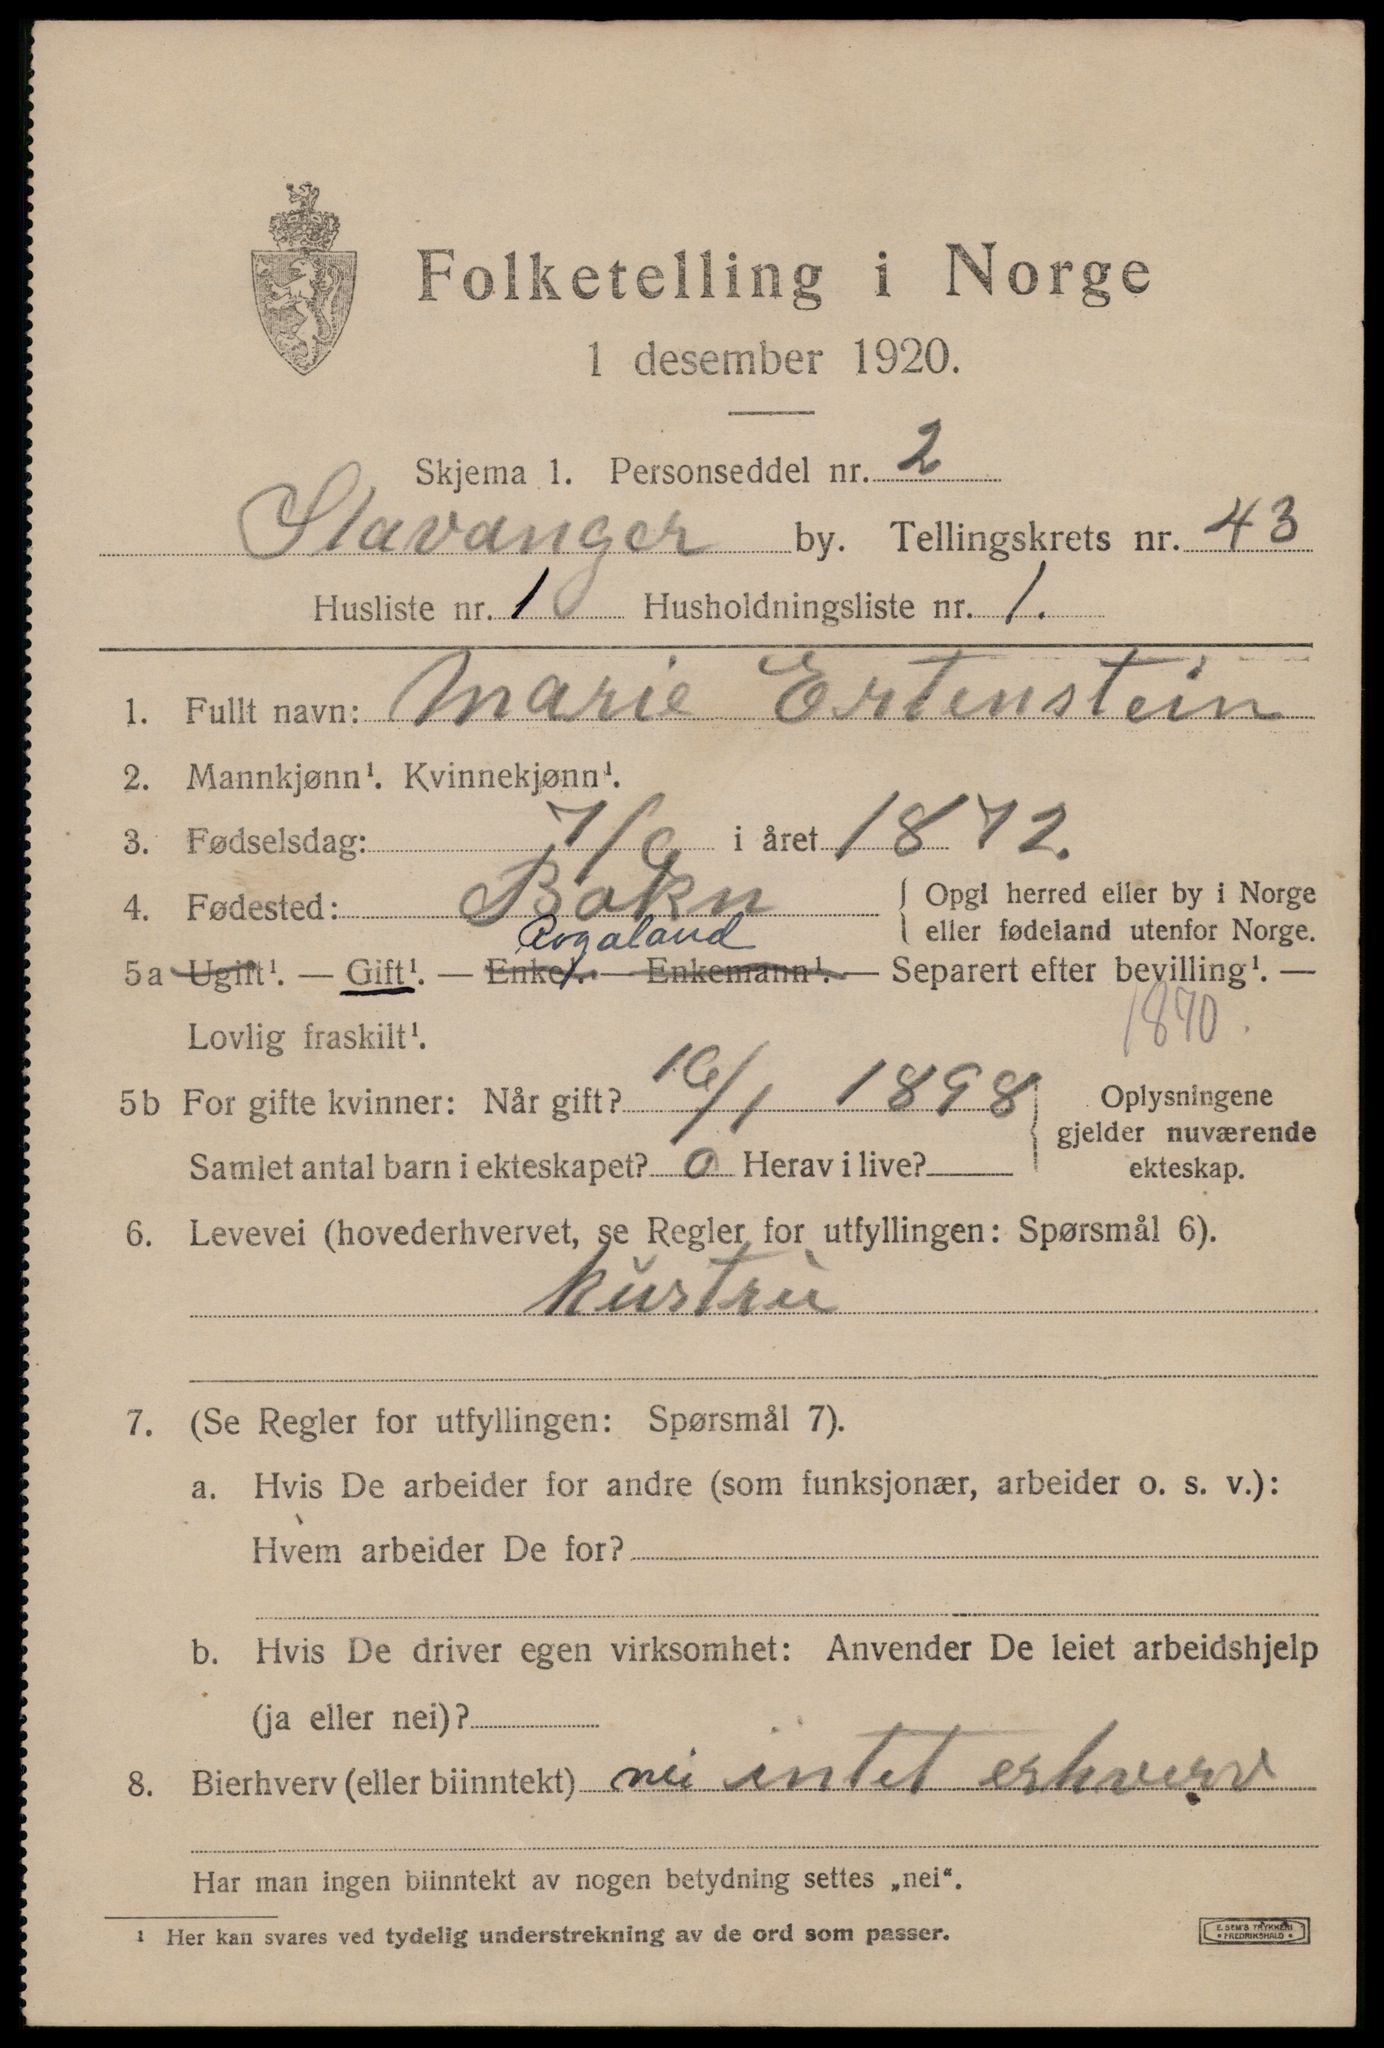 Folketelling i Norge
1 desember 1920.
Skjema 1. Personseddel nr. 2
Stavanger by. Tellingskrets nr. 43
Husliste nr. 1 Husholdningsliste nr. 1.
1. Fullt navn: Marie Ertenstein
2. Mannkjønn¹. Kvinnekjønn¹.
3. Fødselsdag: 7/9 i året 1872.
4. Fødested: Bokn { Opgi herred eller by i Norge
eller fødeland utenfor Norge.
Rogaland
5a Ugift¹. — Gift¹. — Enke¹. — Enkemann¹. — Separert efter bevilling¹. —
Lovlig fraskilt¹.
1870.
5b For gifte kvinner: Når gift? 16/1 1898 { Oplysningene
gjelder nuværende
Samlet antal barn i ekteskapet? 0 Herav i live?
ekteskap.
6. Levevei (hovederhvervet, se Regler for utfyllingen: Spørsmål 6).
Kustru
7. (Se Regler for utfyllingen: Spørsmål 7).
a. Hvis De arbeider for andre (som funksjonær, arbeider o. s. v.):
Hvem arbeider De for?
b. Hvis De driver egen virksomhet: Anvender De leiet arbeidshjelp
(ja eller nei)?
8. Bierhverv (eller biinntekt) nei intet erhverv
Har man ingen biinntekt av nogen betydning settes „nei“.
¹ Her kan svares ved tydelig understrekning av de ord som passer.
E. SEM'S TRYKKERI
• FREDRIKSHALD •